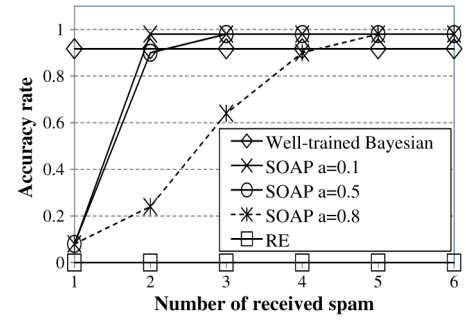 1
0.8
0.6
0.4
0.2
0
Accuracy rate
Well-trained Bayesian
SOAP a=0.1
SOAP a=0.5
SOAP a=0.8
RE
1 2 3 4 5 6
Number of received spam